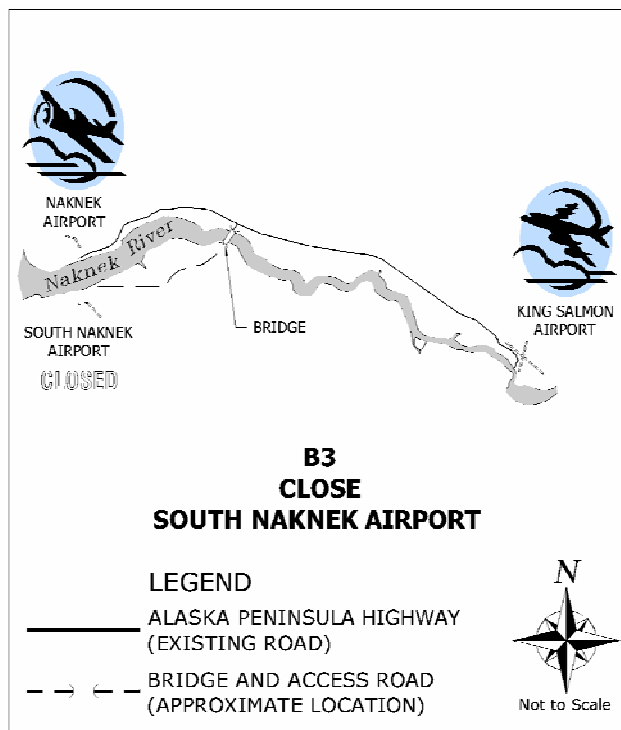 NAKNEK
AIRPORT
Naknek River
KING SALMON
AIRPORT
SOUTH NAKNEK
AIRPORT
CLOSED
BRIDGE
B3
CLOSE
SOUTH NAKNEK AIRPORT
LEGEND
ALASKA PENINSULA HIGHWAY
(EXISTING ROAD)
BRIDGE AND ACCESS ROAD
(APPROXIMATE LOCATION)
N
Not to Scale